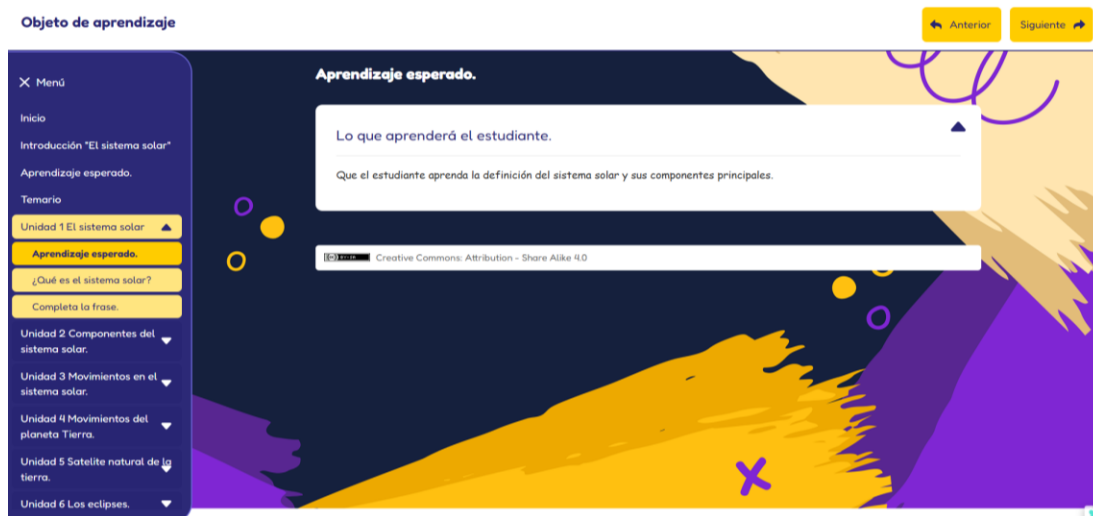 Objeto de aprendizaje
Anterior
Siguiente
Menú
Inicio
Introducción "El sistema solar"
Aprendizaje esperado.
Temario
Unidad 1 El sistema solar
Aprendizaje esperado.
¿Qué es el sistema solar?
Completa la frase.
Unidad 2 Componentes del
sistema solar.
Unidad 3 Movimientos en el
sistema solar.
Unidad 4 Movimientos del
planeta Tierra.
Unidad 5 Satelite natural de la
tierra.
Unidad 6 Los eclipses.
Aprendizaje esperado.
Lo que aprenderá el estudiante.
Que el estudiante aprenda la definición del sistema solar y sus componentes principales.
Creative Commons: Attribution - Share Alike 4.0